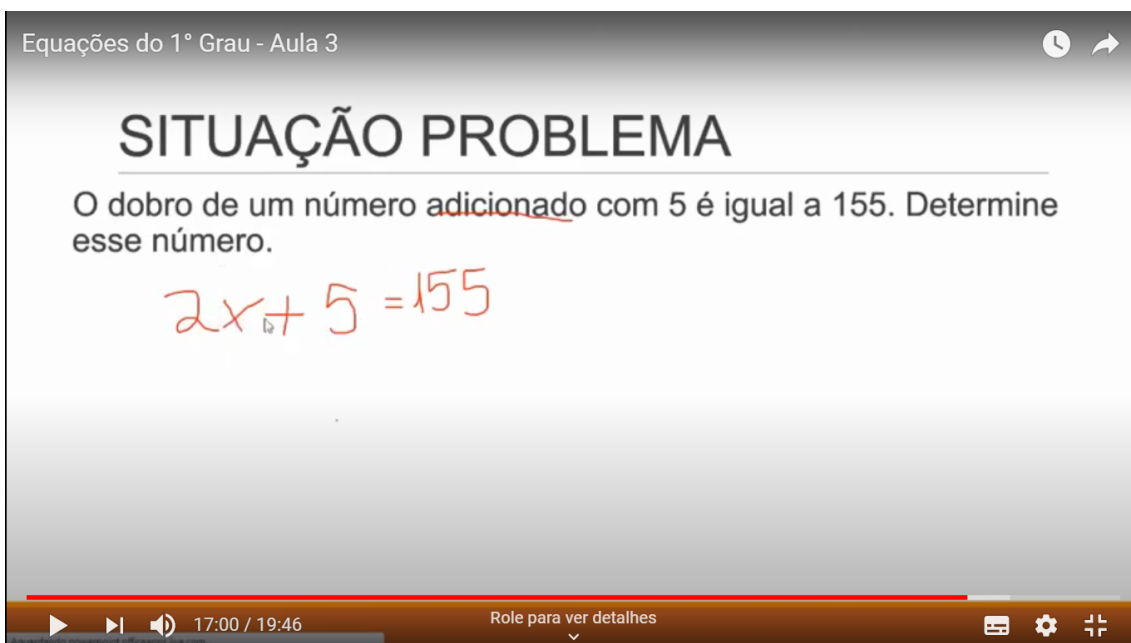 Equações do 1° Grau - Aula 3
SITUAÇÃO PROBLEMA
O dobro de um número adicionado com 5 é igual a 155. Determine
esse número.
2x + 5 = 155
17:00 / 19:46
Role para ver detalhes